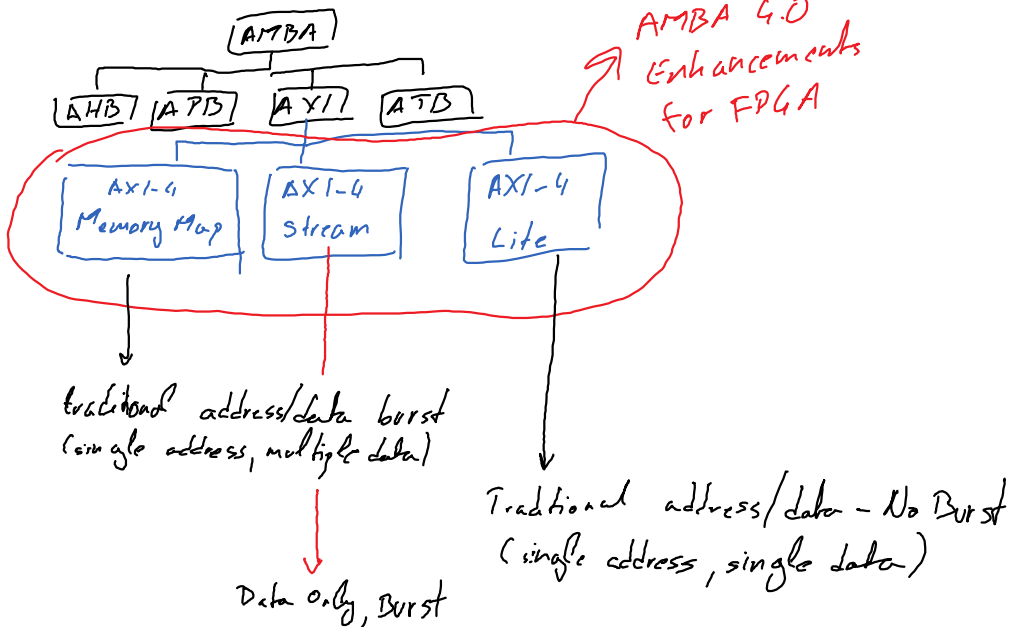 AMBA
AMBA 4.0
Enhancements
for FPGA
AHB
APB
AXI
ATB
AXI-4
Memory Map
AXI-4
Stream
AXI-4
Lite
traditional address/data burst
(single address, multiple data)
Traditional address/data - No Burst
(single address, single data)
Data Only, Burst